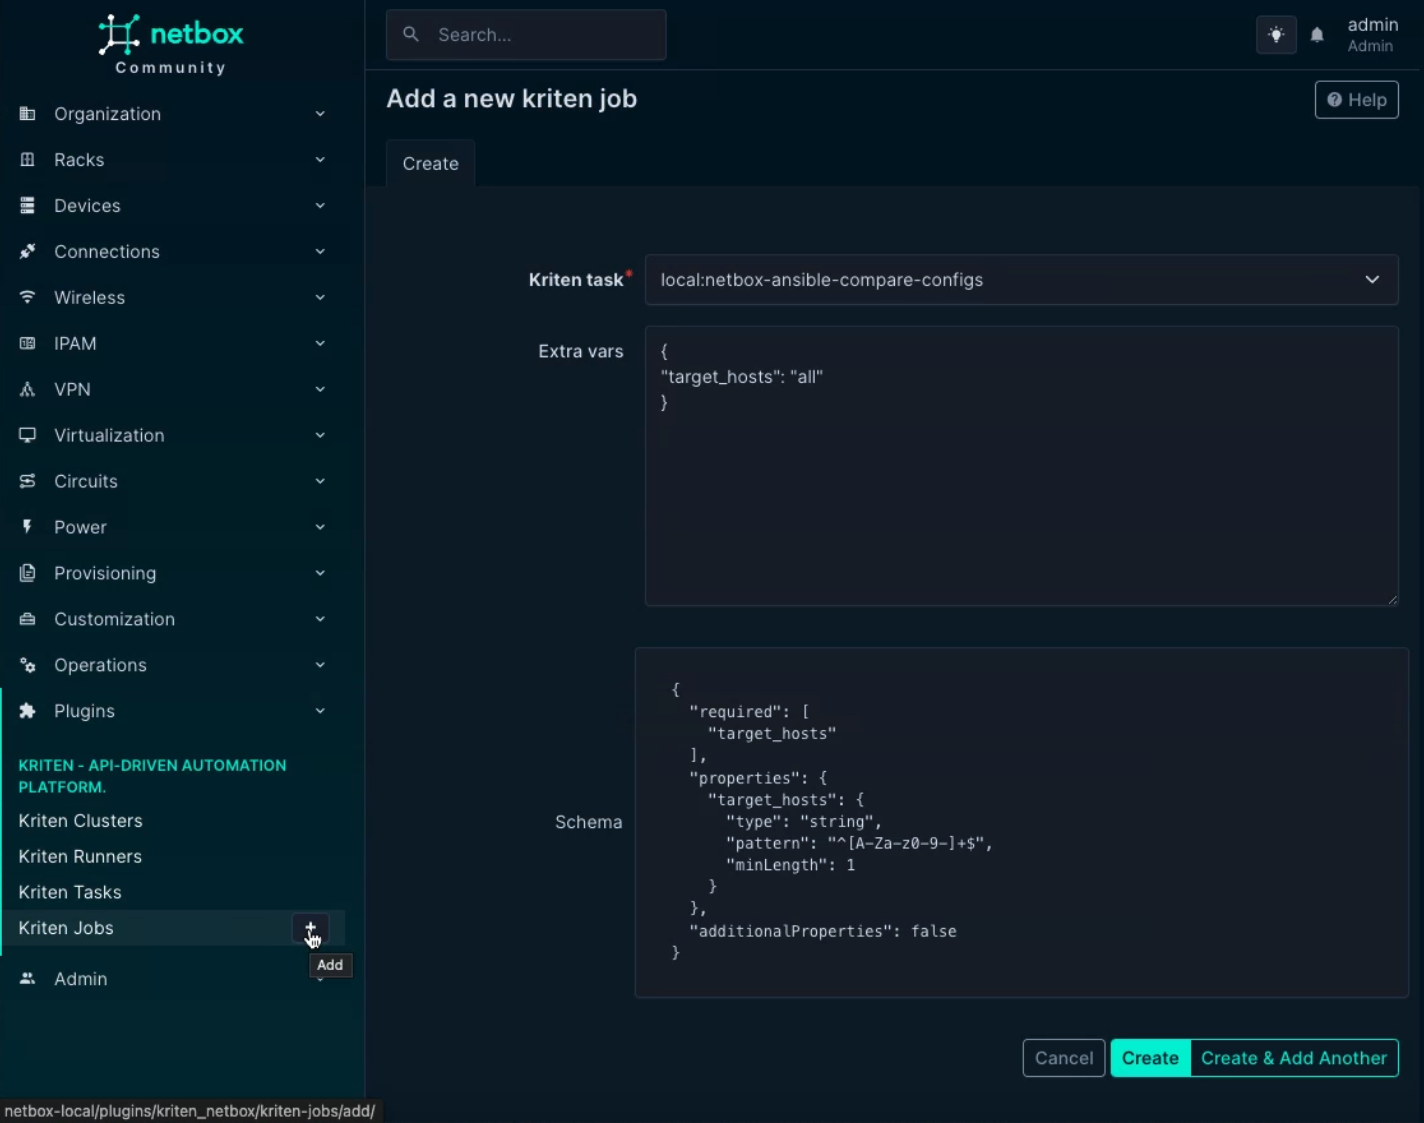 netbox
Community
Search...
admin
Admin
Organization
Racks
Devices
Connections
Wireless
IPAM
VPN
Virtualization
Circuits
Power
Provisioning
Customization
Operations
Plugins
KRITEN - API-DRIVEN AUTOMATION
PLATFORM.
Kriten Clusters
Kriten Runners
Kriten Tasks
Kriten Jobs
+
Add
Admin
Add a new kriten job
Help
Create
Kriten task*
local:netbox-ansible-compare-configs
Extra vars
{
"target_hosts": "all"
}
Schema
{
  "required": [
    "target_hosts"
  ],
  "properties": {
    "target_hosts": {
      "type": "string",
      "pattern": "^[A-Za-z0-9-]+$",
      "minLength": 1
    }
  },
  "additionalProperties": false
}
Cancel
Create
Create & Add Another
netbox-local/plugins/kriten_netbox/kriten-jobs/add/